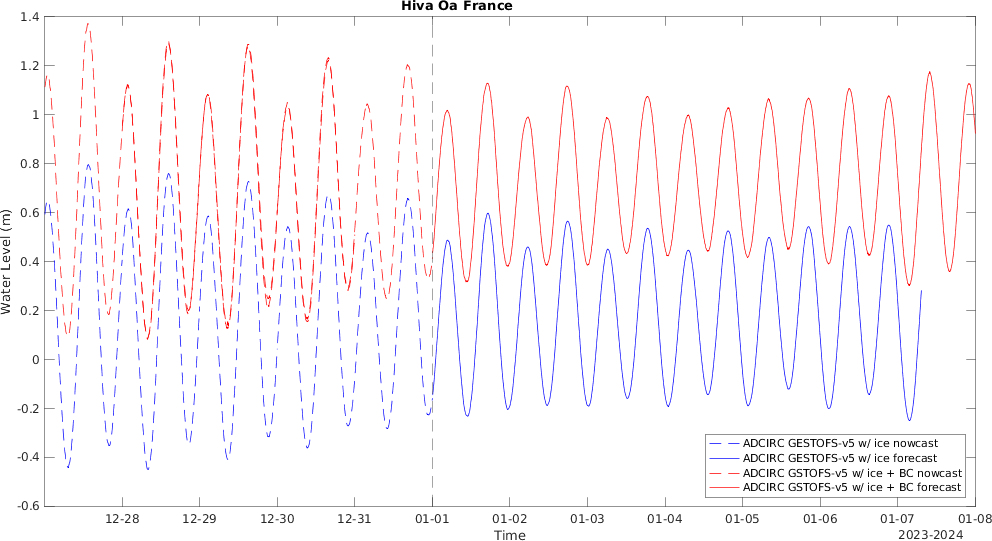 Hiva Oa France
Water Level (m)
1.4
1.2
1
0.8
0.6
0.4
0.2
0
-0.2
-0.4
-0.6
ADCIRC GESTOFS-v5 w/ ice nowcast
ADCIRC GESTOFS-v5 w/ ice forecast
ADCIRC GSTOFS-v5 w/ ice + BC nowcast
ADCIRC GSTOFS-v5 w/ ice + BC forecast
12-28 12-29 12-30 12-31 01-01 01-02 01-03 01-04 01-05 01-06 01-07 01-08
Time
2023-2024